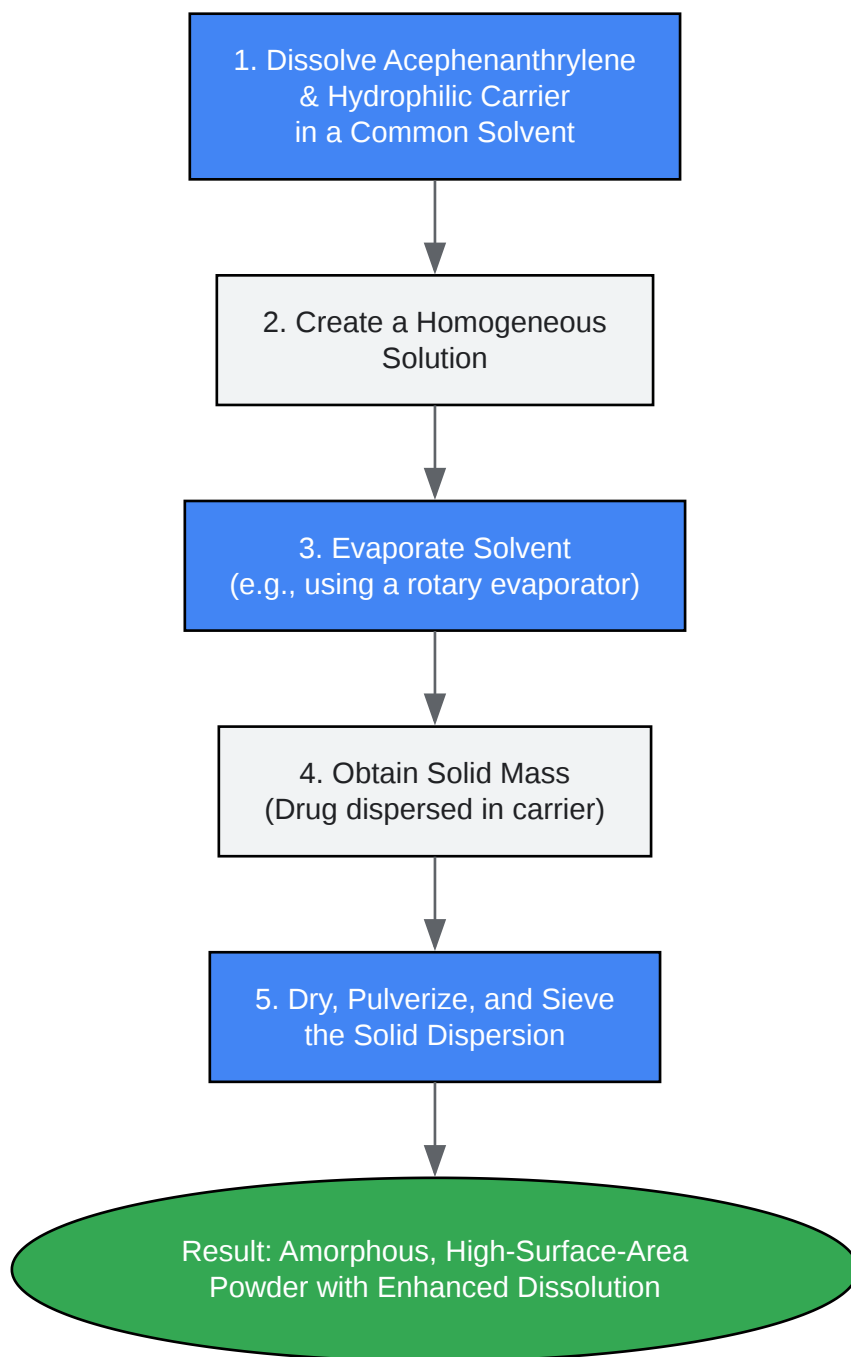 1. Dissolve Acephenanthrylene
& Hydrophilic Carrier
in a Common Solvent
2. Create a Homogeneous
Solution
3. Evaporate Solvent
(e.g., using a rotary evaporator)
4. Obtain Solid Mass
(Drug dispersed in carrier)
5. Dry, Pulverize, and Sieve
the Solid Dispersion
Result: Amorphous, High-Surface-Area
Powder with Enhanced Dissolution